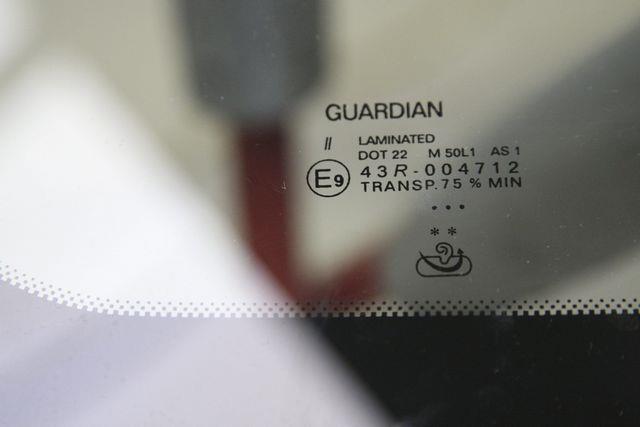 GUARDIAN
// LAMINATED
DOT 22 M 50L1 AS 1
E9 43R-004712
TRANSP. 75 % MIN
...
**